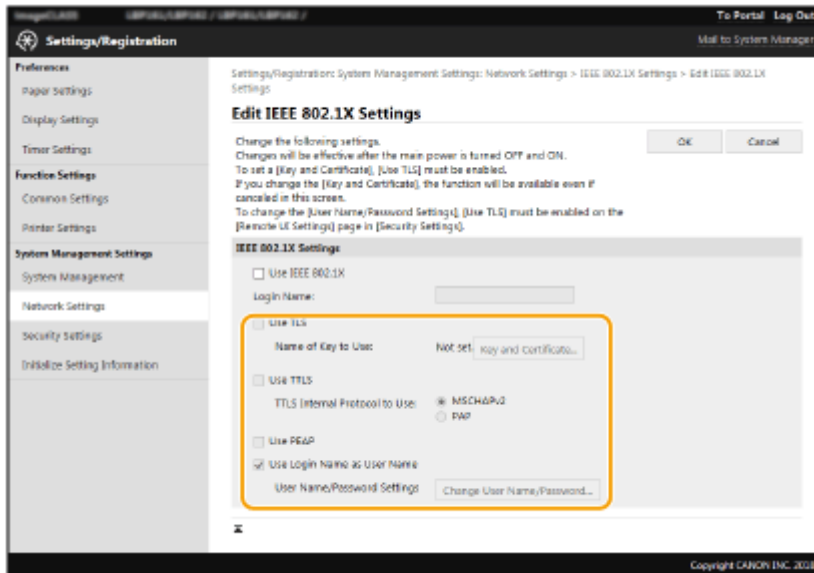 imageCLASS LBP161/LBP162 / LBP161/LBP162 /
To Portal Log Out
Settings/Registration
Mail to System Manager
Preferences
Paper Settings
Display Settings
Timer Settings
Function Settings
Common Settings
Printer Settings
System Management Settings
System Management
Network Settings
Security Settings
Initialize Setting Information
Settings/Registration: System Management Settings: Network Settings > IEEE 802.1X Settings > Edit IEEE 802.1X
Settings
Edit IEEE 802.1X Settings
Change the following settings.
Changes will be effective after the main power is turned OFF and ON.
To set a [Key and Certificate], [Use TLS] must be enabled.
If you change the [Key and Certificate], the function will be available even if
canceled in this screen.
To change the [User Name/Password Settings], [Use TLS] must be enabled on the
[Remote UI Settings] page in [Security Settings].
OK Cancel
IEEE 802.1X Settings
Use IEEE 802.1X
Login Name:
Use TLS
Name of Key to Use: Not set. Key and Certificate...
Use TTLS
TTLS Internal Protocol to Use: MSCHAPv2
PAP
Use PEAP
Use Login Name as User Name
User Name/Password Settings Change User Name/Password...
Copyright CANON INC. 2018